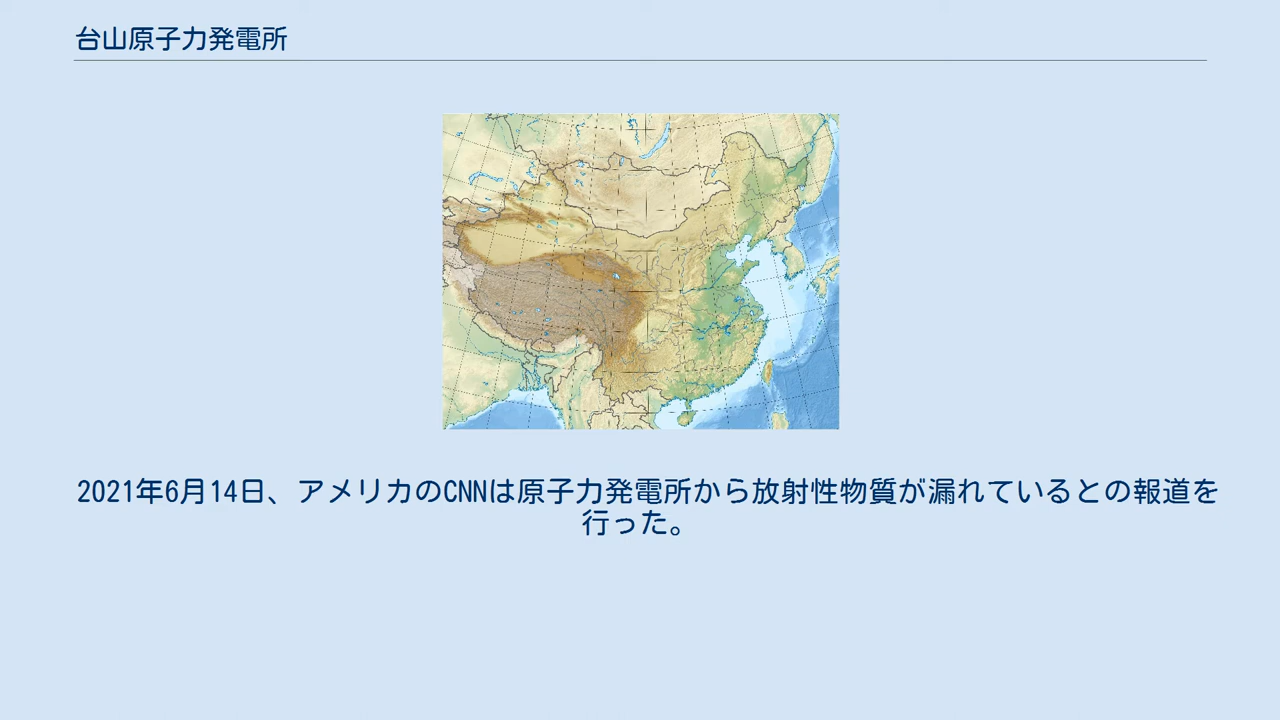 台山原子力発電所
2021年6月14日、アメリカのCNNは原子力発電所から放射性物質が漏れているとの報道を
行った。